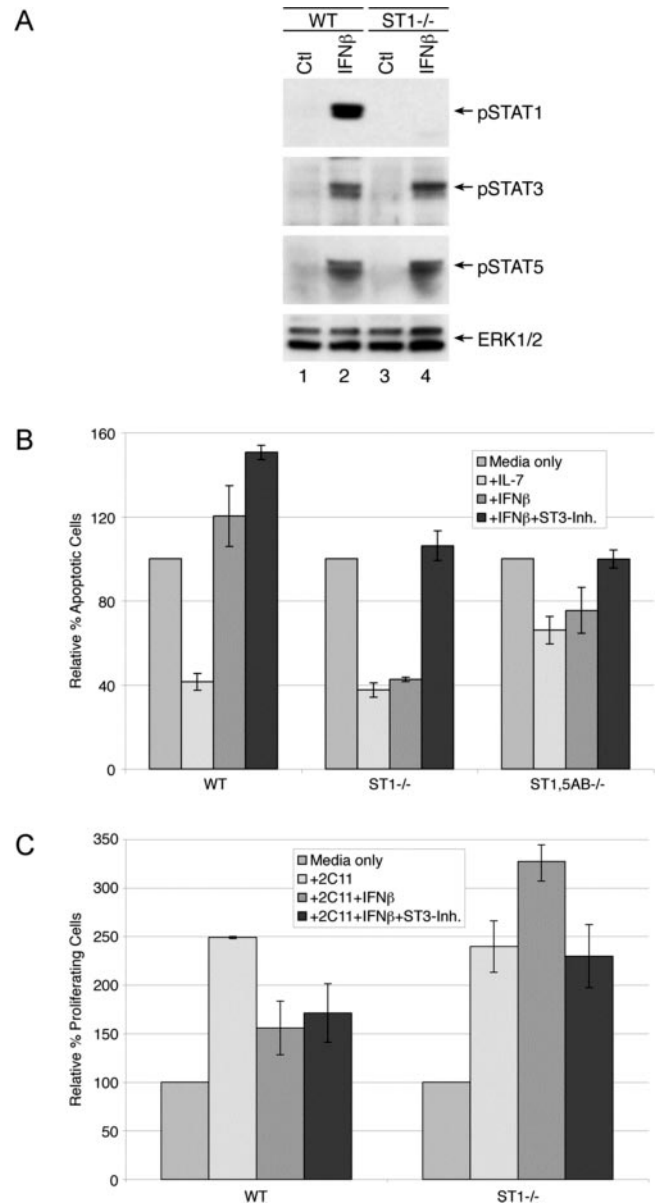 A
WT ST1-/-
Ctl IFNβ Ctl IFNβ
pSTAT1
pSTAT3
pSTAT5
ERK1/2
1 2 3 4
B
Relative % Apoptotic Cells
160
120
80
40
0
Media only
+IL-7
+IFNβ
+IFNβ+ST3-Inh.
WT ST1-/- ST1,5AB-/-
C
Relative % Proliferating Cells
350
300
250
200
150
100
50
0
Media only
+2C11
+2C11+IFNβ
+2C11+IFNβ+ST3-Inh.
WT ST1-/-